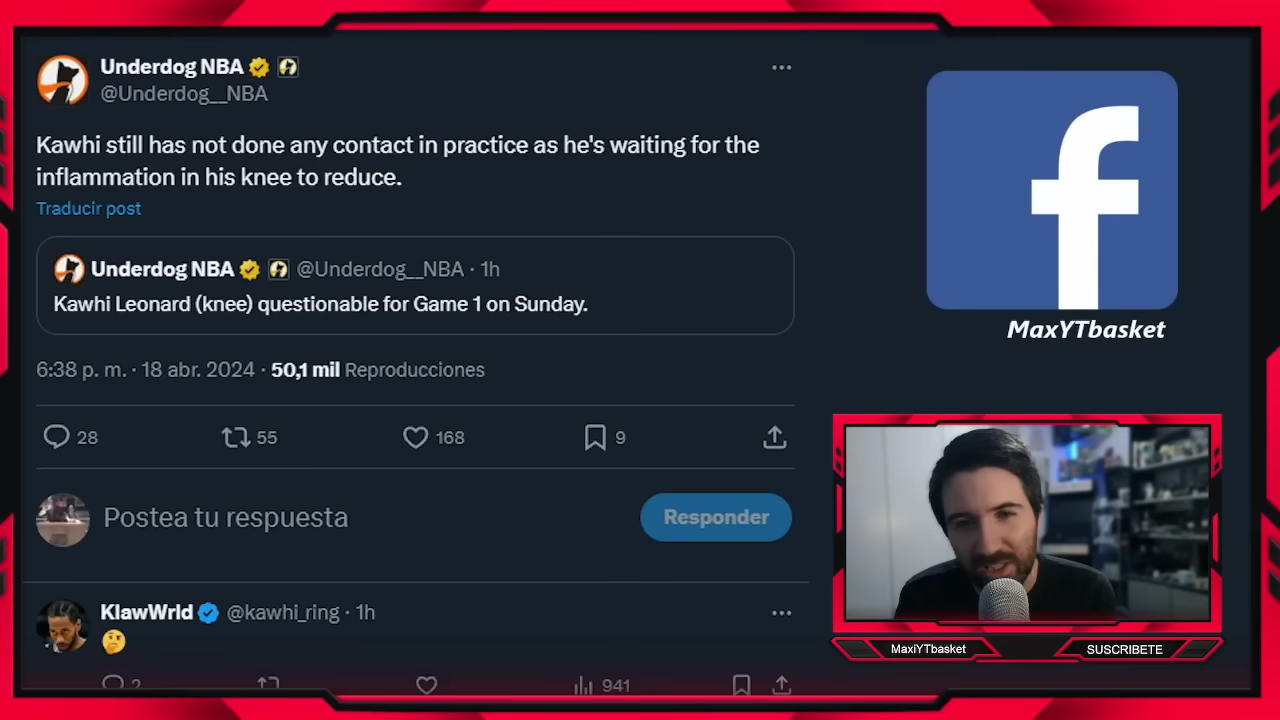 Underdog NBA
@Underdog__NBA
Kawhi still has not done any contact in practice as he's waiting for the
inflammation in his knee to reduce.
Traducir post
Underdog NBA @Underdog__NBA · 1h
Kawhi Leonard (knee) questionable for Game 1 on Sunday.
6:38 p. m. · 18 abr. 2024 · 50,1 mil Reproducciones
28 55 168 9
Postea tu respuesta
Responder
KlawWrld @kawhi_ring · 1h
🤔
2 941
f
MaxYTbasket
MaxiYTbasket
SUSCRIBETE